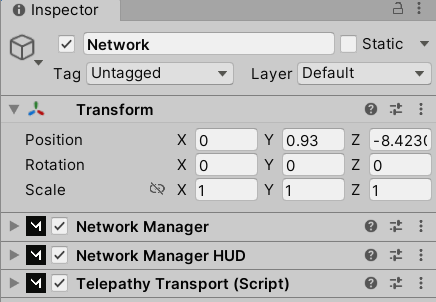 Inspector
Network Static
Tag Untagged Layer Default
Transform
Position X 0 Y 0.93 Z -8.4230
Rotation X 0 Y 0 Z 0
Scale X 1 Y 1 Z 1
Network Manager
Network Manager HUD
Telepathy Transport (Script)